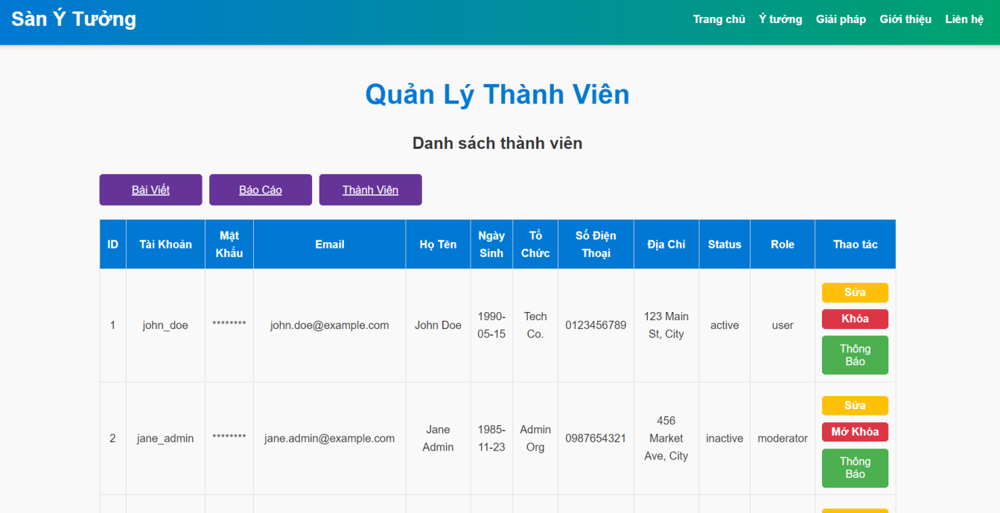 Sàn Ý Tưởng
Trang chủ Ý tưởng Giải pháp Giới thiệu Liên hệ
Quản Lý Thành Viên
Danh sách thành viên
Bài Viết Báo Cáo Thành Viên
ID Tài Khoản Mật Khẩu Email Họ Tên Ngày Sinh Tổ Chức Số Điện Thoại Địa Chỉ Status Role Thao tác
1 john_doe ******** john.doe@example.com John Doe 1990-05-15 Tech Co. 0123456789 123 Main St, City active user
Sửa
Khóa
Thông
Báo
2 jane_admin ******** jane.admin@example.com Jane Admin 1985-11-23 Admin Org 0987654321 456 Market Ave, City inactive moderator
Sửa
Mở Khóa
Thông
Báo